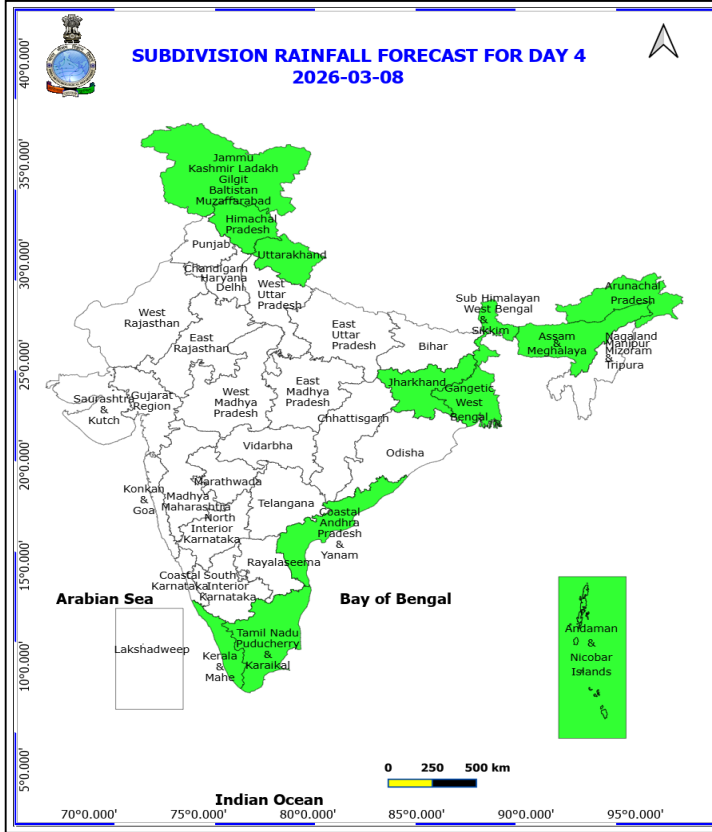 SUBDIVISION RAINFALL FORECAST FOR DAY 4
2026-03-08
40°0.000'
35°0.000'
30°0.000'
25°0.000'
20°0.000'
15°0.000'
10°0.000'
5°0.000'
Jammu
Kashmir Ladakh
Gilgit
Baltistan
Muzaffarabad
Himachal
Pradesh
Punjab
Uttarakhand
Chandigarh
Haryana
Delhi
West
Uttar
Pradesh
West
Rajasthan
East
Rajasthan
East
Uttar
Pradesh
Bihar
Sub Himalayan
West Bengal
&
Sikkim
Arunachal
Pradesh
Assam
&
Meghalaya
Nagaland
Manipur
Mizoram
&
Tripura
Saurashtra
&
Kutch
Gujarat
Region
West
Madhya
Pradesh
East
Madhya
Pradesh
Jharkhand
Gangetic
West
Bengal
Chhattisgarh
Odisha
Vidarbha
Konkan
&
Goa
Marathwada
Madhya
Maharashtra
North
Interior
Karnataka
Telangana
Coastal
Andhra
Pradesh
&
Yanam
Rayalaseema
Coastal
Karnataka
South
Interior
Karnataka
Arabian Sea
Bay of Bengal
Lakshadweep
Kerala
&
Mahe
Tamil Nadu
Puducherry
&
Karaikal
Andaman
&
Nicobar
Islands
0 250 500 km
Indian Ocean
70°0.000' 75°0.000' 80°0.000' 85°0.000' 90°0.000' 95°0.000'